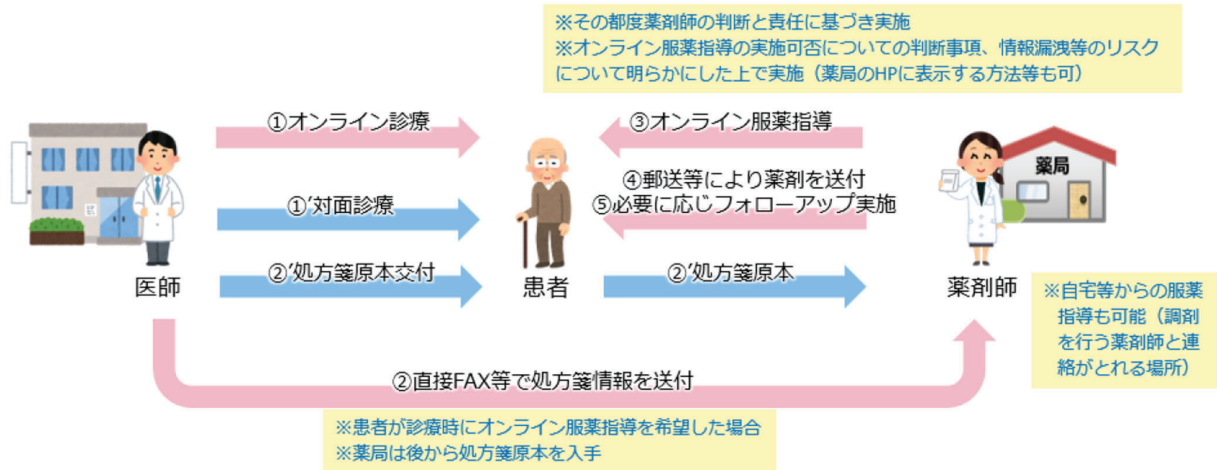 ※その都度薬剤師の判断と責任に基づき実施
※オンライン服薬指導の実施可否についての判断事項、情報漏洩等のリスク
について明らかにした上で実施（薬局のHPに表示する方法等も可）
①オンライン診療
③オンライン服薬指導
薬局
④郵送等により薬剤を送付
①’対面診療
⑤必要に応じフォローアップ実施
②’処方箋原本交付
②’処方箋原本
医師
患者
薬剤師
※自宅等からの服薬
指導も可能（調剤
を行う薬剤師と連
絡がとれる場所）
②直接FAX等で処方箋情報を送付
※患者が診療時にオンライン服薬指導を希望した場合
※薬局は後から処方箋原本を入手